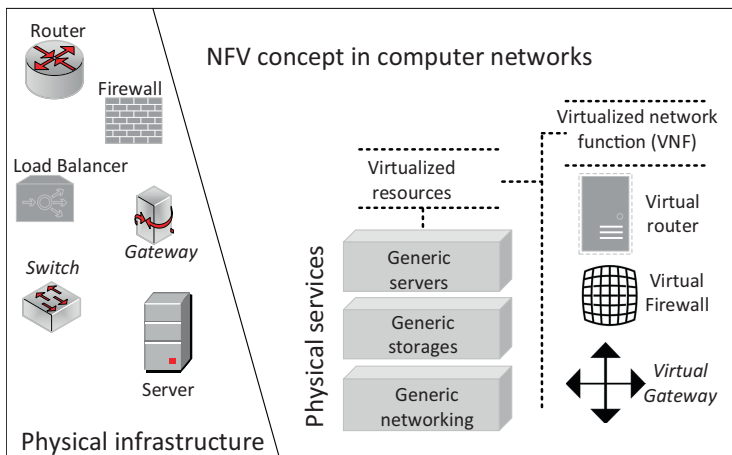 Router
Firewall
Load Balancer
Gateway
Switch
Server
Physical infrastructure
NFV concept in computer networks
Virtualized
resources
Physical services
Generic
servers
Generic
storages
Generic
networking
Virtualized network
function (VNF)
Virtual
router
Virtual
Firewall
Virtual
Gateway